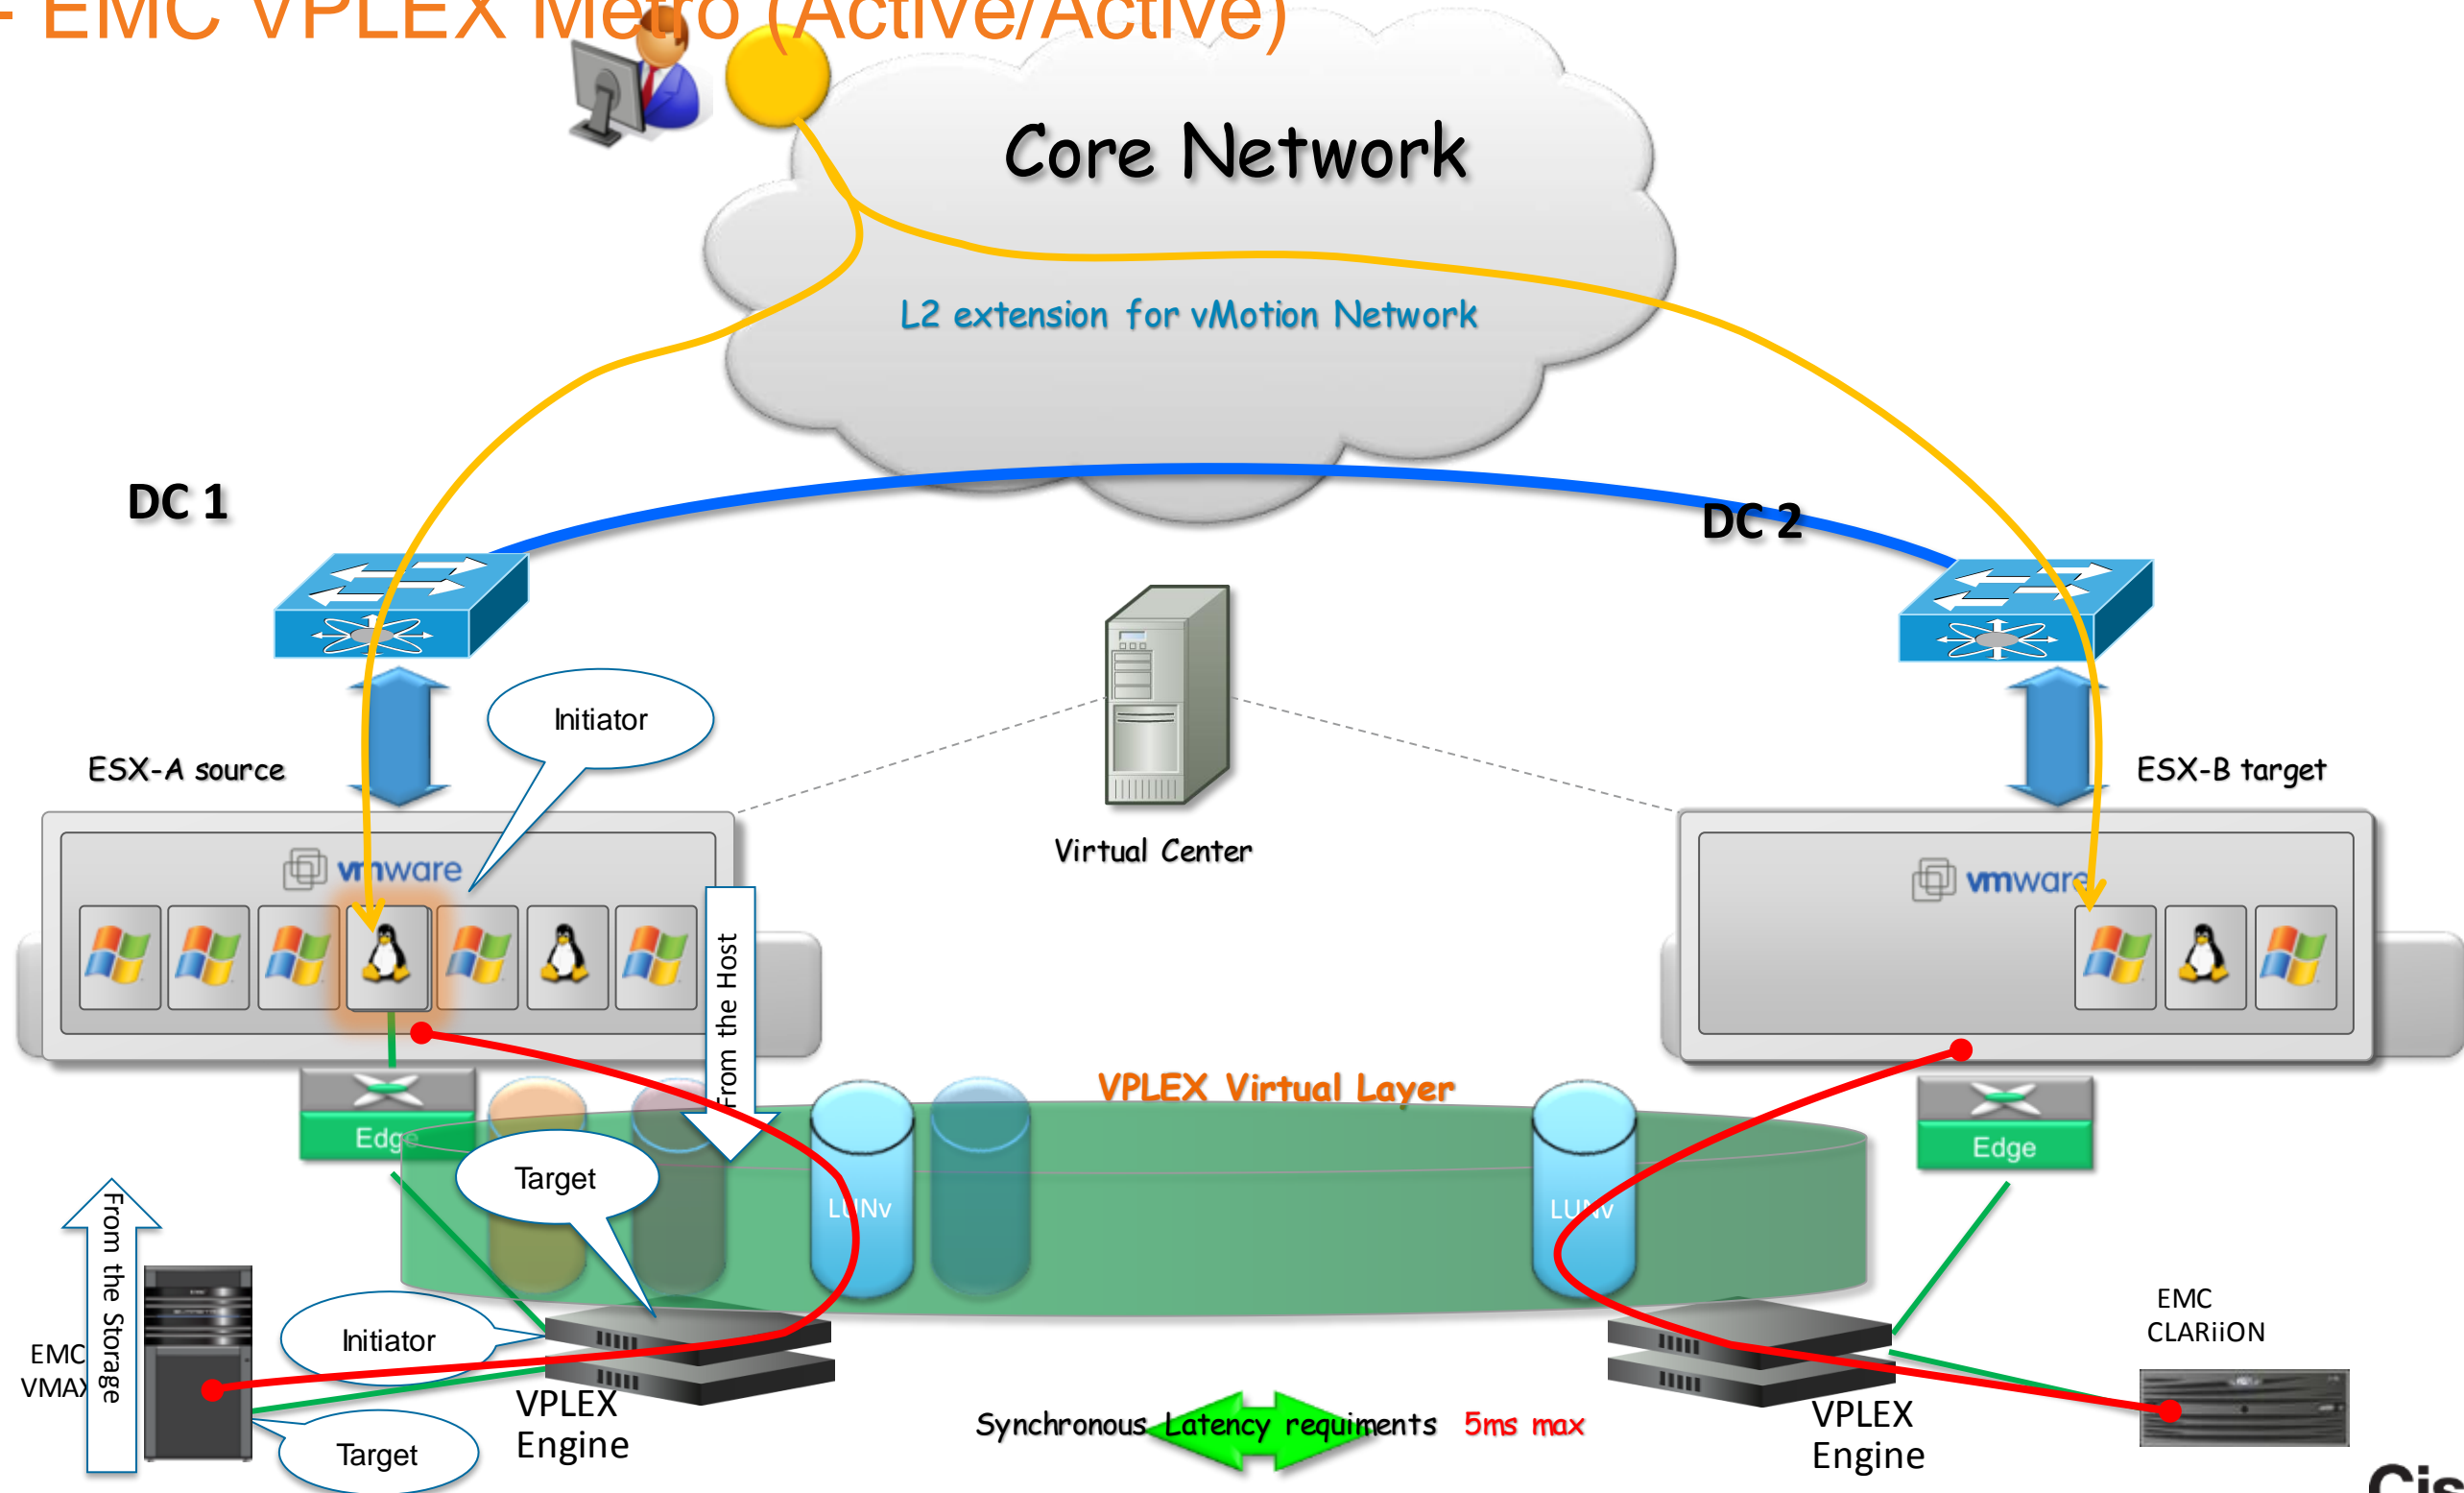 - EMC VPLEX Metro (Active/Active)
Core Network
L2 extension for vMotion Network
DC 1
DC 2
Initiator
ESX-A source
ESX-B target
Virtual Center
vmware
vmware
From the Host
VPLEX Virtual Layer
Edge
Edge
Target
LUNv
LUNv
From the Storage
Initiator
EMC
VMAX
EMC
CLARiiON
VPLEX
Engine
Synchronous Latency requiments 5ms max
VPLEX
Engine
Target
Cis